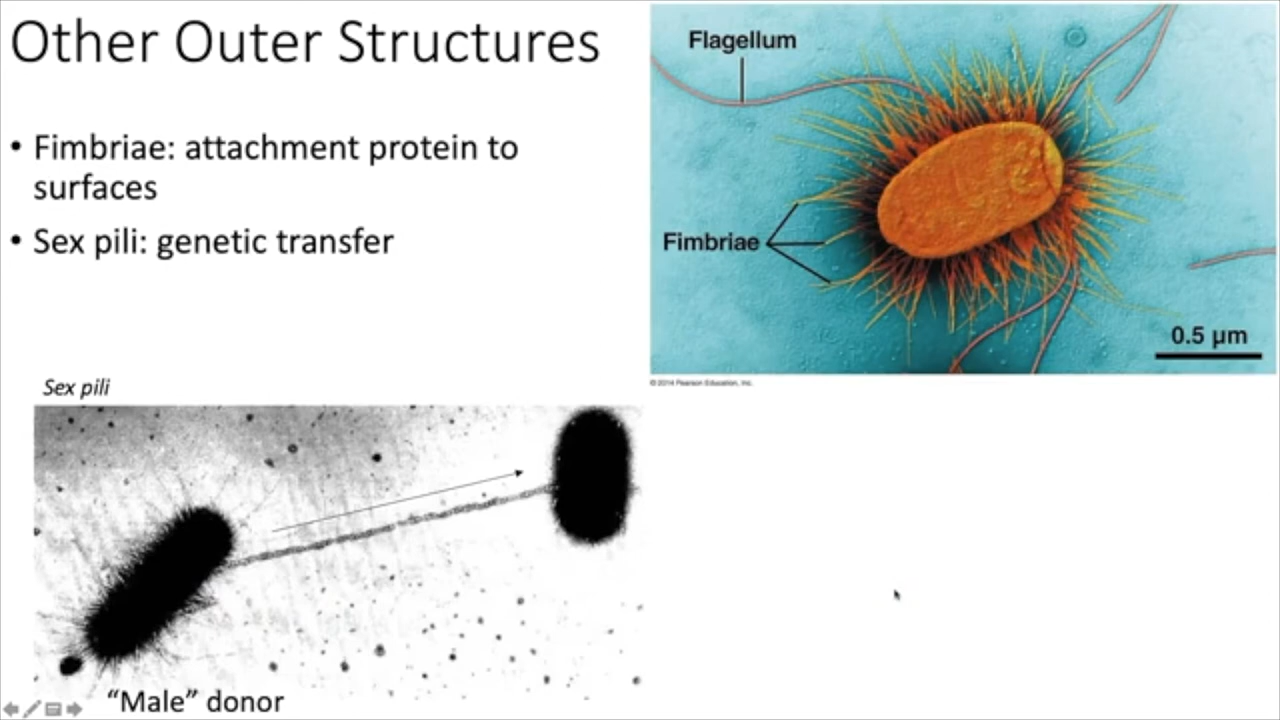 Other Outer Structures
• Fimbriae: attachment protein to
surfaces
• Sex pili: genetic transfer
Flagellum
Fimbriae
0.5 µm
© 2014 Pearson Education, Inc.
Sex pili
“Male” donor